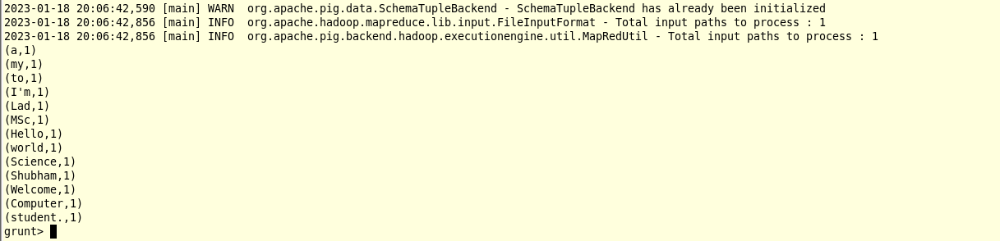 2023-01-18 20:06:42,590 [main] WARN  org.apache.pig.data.SchemaTupleBackend - SchemaTupleBackend has already been initialized
2023-01-18 20:06:42,856 [main] INFO  org.apache.hadoop.mapreduce.lib.input.FileInputFormat - Total input paths to process : 1
2023-01-18 20:06:42,856 [main] INFO  org.apache.pig.backend.hadoop.executionengine.util.MapRedUtil - Total input paths to process : 1
(a,1)
(my,1)
(to,1)
(I'm,1)
(Lad,1)
(MSc,1)
(Hello,1)
(world,1)
(Science,1)
(Shubham,1)
(Welcome,1)
(Computer,1)
(student.,1)
grunt>